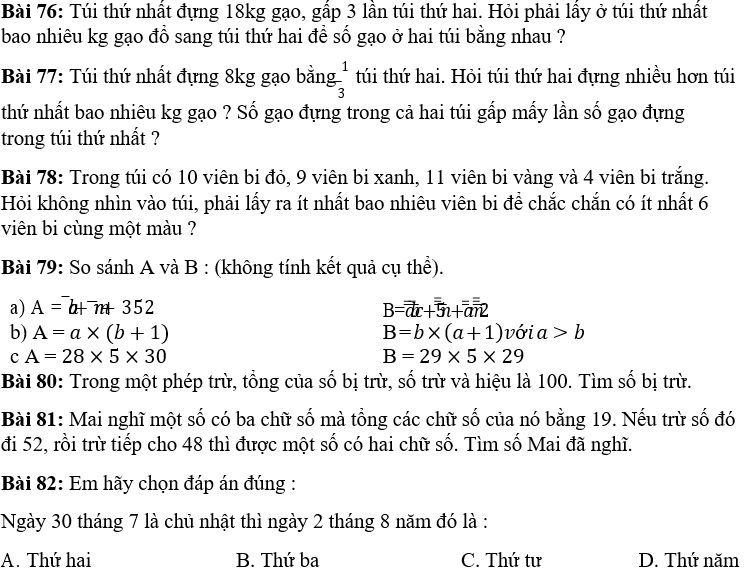 Bài 76: Túi thứ nhất đựng 18kg gạo, gấp 3 lần túi thứ hai. Hỏi phải lấy ở túi thứ nhất
bao nhiêu kg gạo đổ sang túi thứ hai để số gạo ở hai túi bằng nhau ?
Bài 77: Túi thứ nhất đựng 8kg gạo bằng 1/3 túi thứ hai. Hỏi túi thứ hai đựng nhiều hơn túi
thứ nhất bao nhiêu kg gạo ? Số gạo đựng trong cả hai túi gấp mấy lần số gạo đựng
trong túi thứ nhất ?
Bài 78: Trong túi có 10 viên bi đỏ, 9 viên bi xanh, 11 viên bi vàng và 4 viên bi trắng.
Hỏi không nhìn vào túi, phải lấy ra ít nhất bao nhiêu viên bi để chắc chắn có ít nhất 6
viên bi cùng một màu ?
Bài 79: So sánh A và B : (không tính kết quả cụ thể).
a) A = + 352 B=
b) A = a × (b + 1) B=b × (a + 1)với a > b
c A = 28 × 5 × 30 B = 29 × 5 × 29
Bài 80: Trong một phép trừ, tổng của số bị trừ, số trừ và hiệu là 100. Tìm số bị trừ.
Bài 81: Mai nghĩ một số có ba chữ số mà tổng các chữ số của nó bằng 19. Nếu trừ số đó
đi 52, rồi trừ tiếp cho 48 thì được một số có hai chữ số. Tìm số Mai đã nghĩ.
Bài 82: Em hãy chọn đáp án đúng :
Ngày 30 tháng 7 là chủ nhật thì ngày 2 tháng 8 năm đó là :
A. Thứ hai B. Thứ ba C. Thứ tư D. Thứ năm